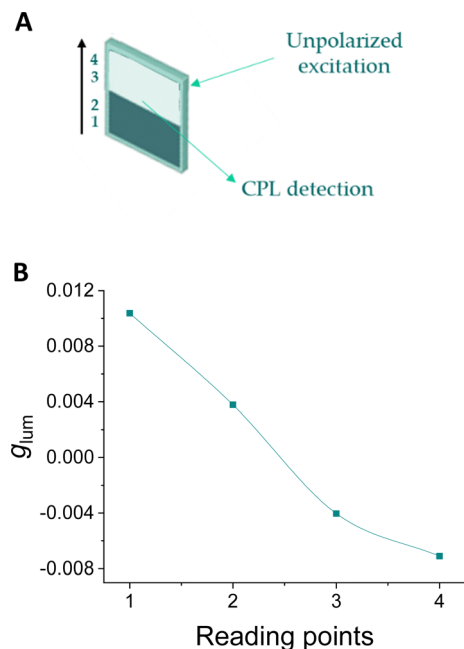 A
4
3
2
1
Unpolarized
excitation
CPL detection
B
0.012
0.008
0.004
0.000
-0.004
-0.008
g_lum
1 2 3 4
Reading points